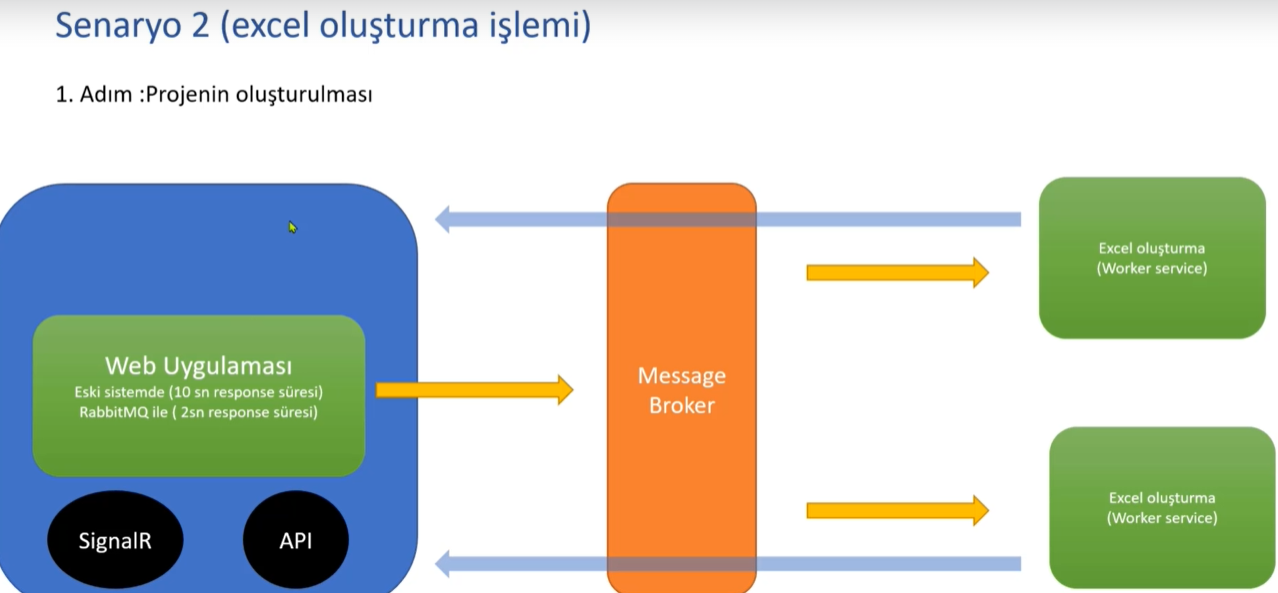 Senaryo 2 (excel oluşturma işlemi)
1. Adım :Projenin oluşturulması
Web Uygulaması
Eski sistemde (10 sn response süresi)
RabbitMQ ile ( 2sn response süresi)
SignalR
API
Message
Broker
Excel oluşturma
(Worker service)
Excel oluşturma
(Worker service)